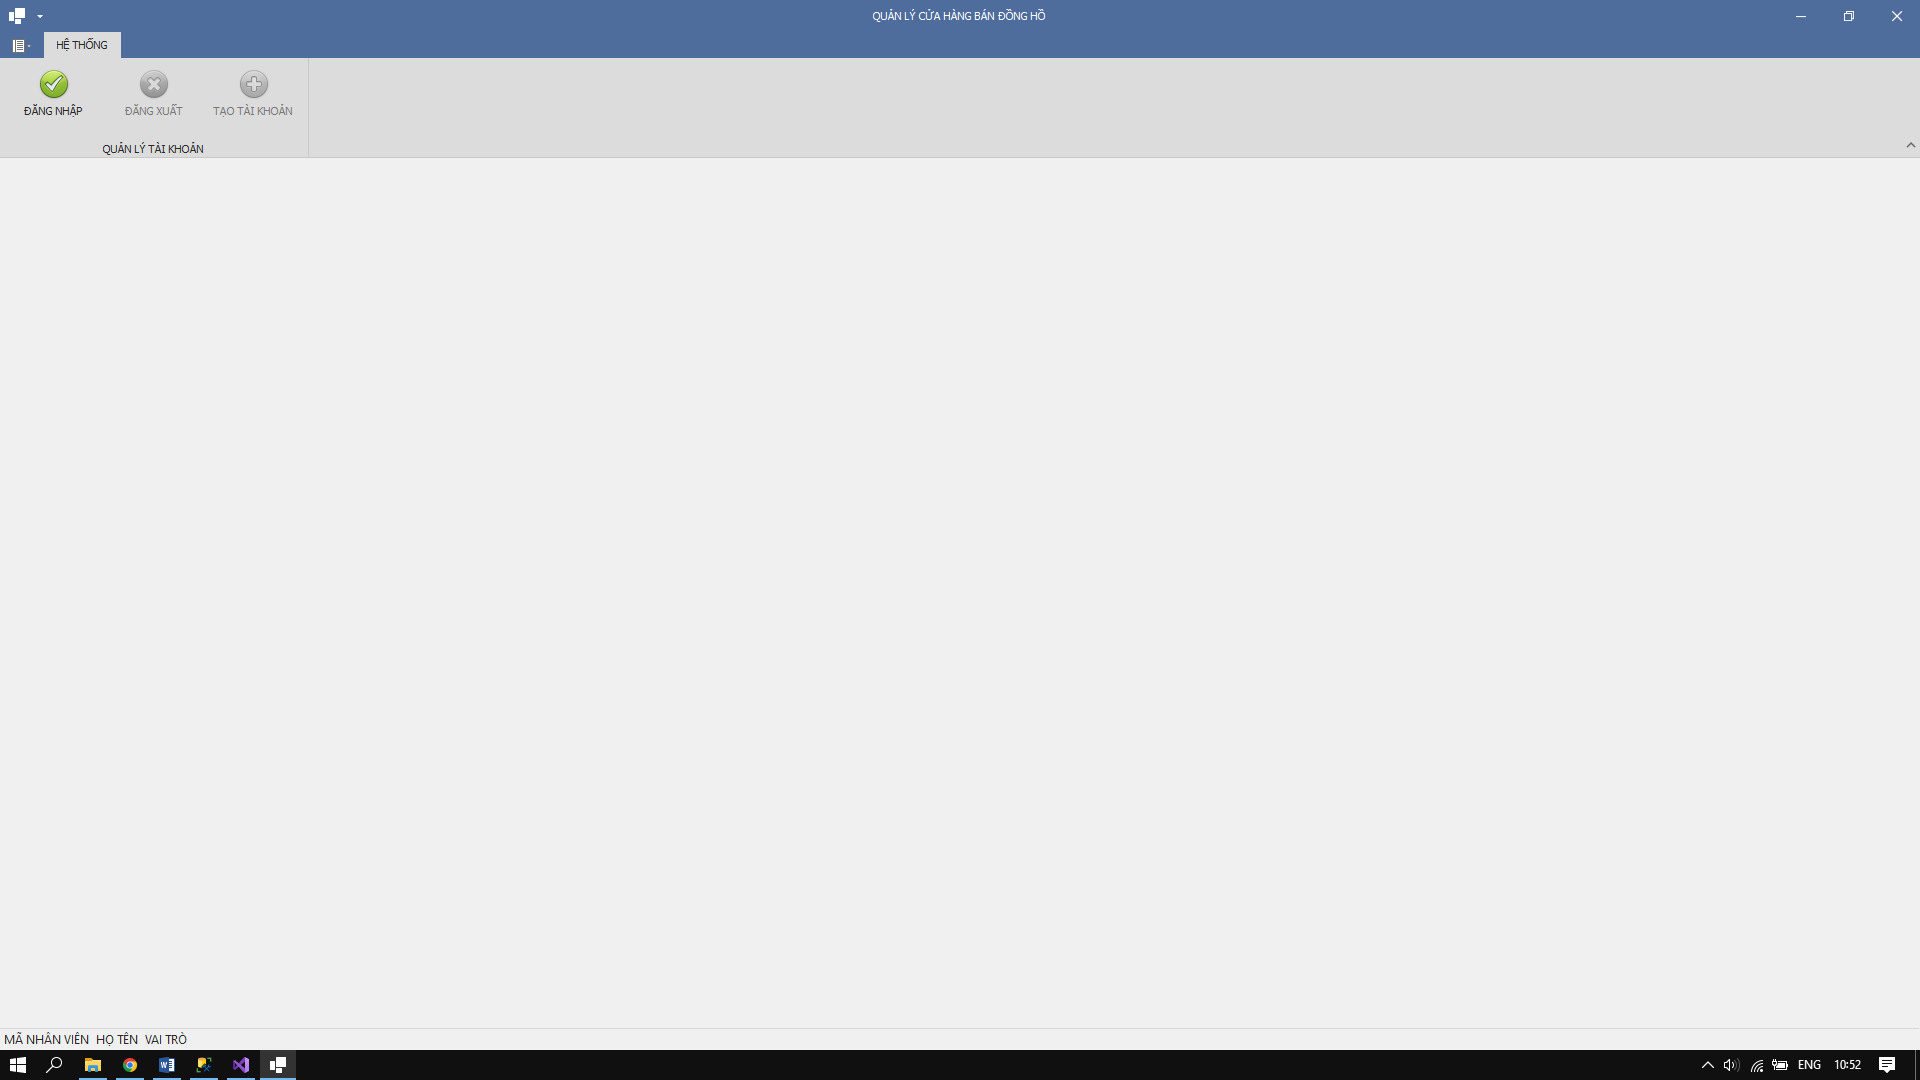 QUẢN LÝ CỬA HÀNG BÁN ĐỒNG HỒ
HỆ THỐNG
ĐĂNG NHẬP
ĐĂNG XUẤT
TẠO TÀI KHOẢN
QUẢN LÝ TÀI KHOẢN
MÃ NHÂN VIÊN HỌ TÊN VAI TRÒ
ENG 10:52